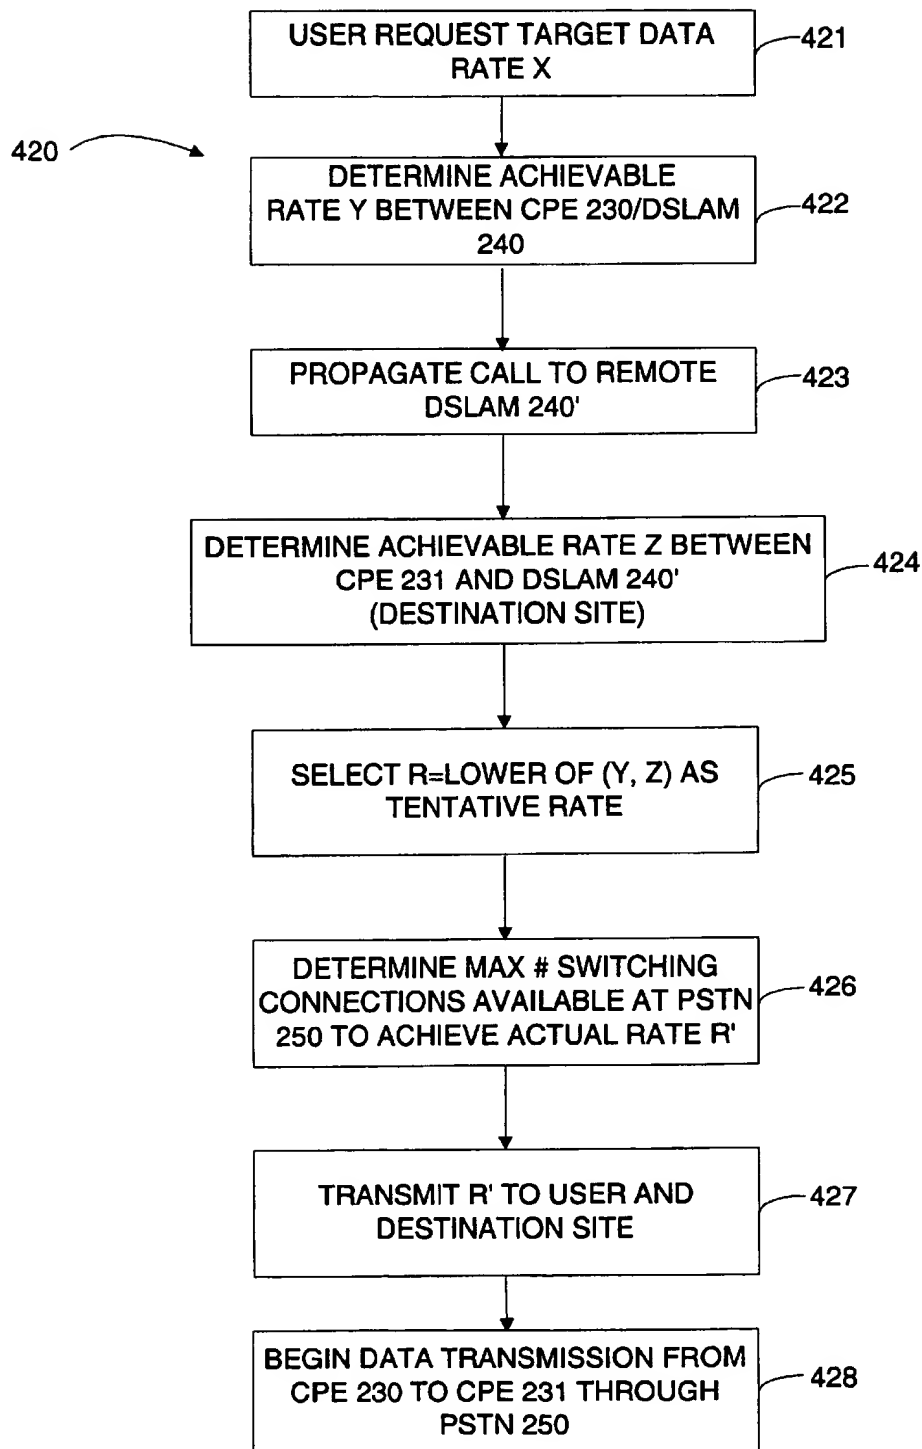 USER REQUEST TARGET DATA
RATE X
421
420
DETERMINE ACHIEVABLE
RATE Y BETWEEN CPE 230/DSLAM
240
422
PROPAGATE CALL TO REMOTE
DSLAM 240'
423
DETERMINE ACHIEVABLE RATE Z BETWEEN
CPE 231 AND DSLAM 240'
(DESTINATION SITE)
424
SELECT R=LOWER OF (Y, Z) AS
TENTATIVE RATE
425
DETERMINE MAX # SWITCHING
CONNECTIONS AVAILABLE AT PSTN
250 TO ACHIEVE ACTUAL RATE R'
426
TRANSMIT R' TO USER AND
DESTINATION SITE
427
BEGIN DATA TRANSMISSION FROM
CPE 230 TO CPE 231 THROUGH
PSTN 250
428